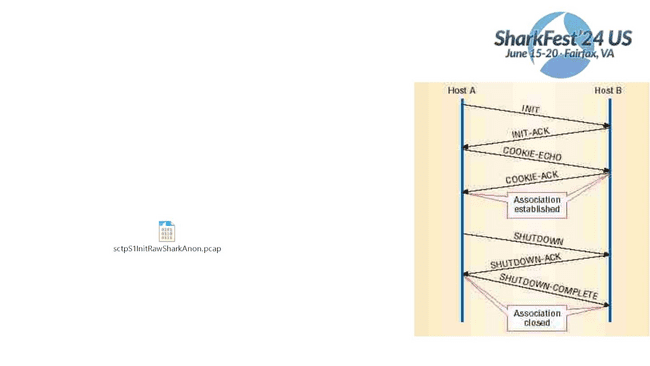 SharkFest'24 US
June 15-20 · Fairfax, VA
Host A
Host B
INIT
INIT-ACK
COOKIE-ECHO
COOKIE-ACK
Association
established
SHUTDOWN
SHUTDOWN-ACK
SHUTDOWN-COMPLETE
Association
closed
sctpS1InitRawSharkAnon.pcap